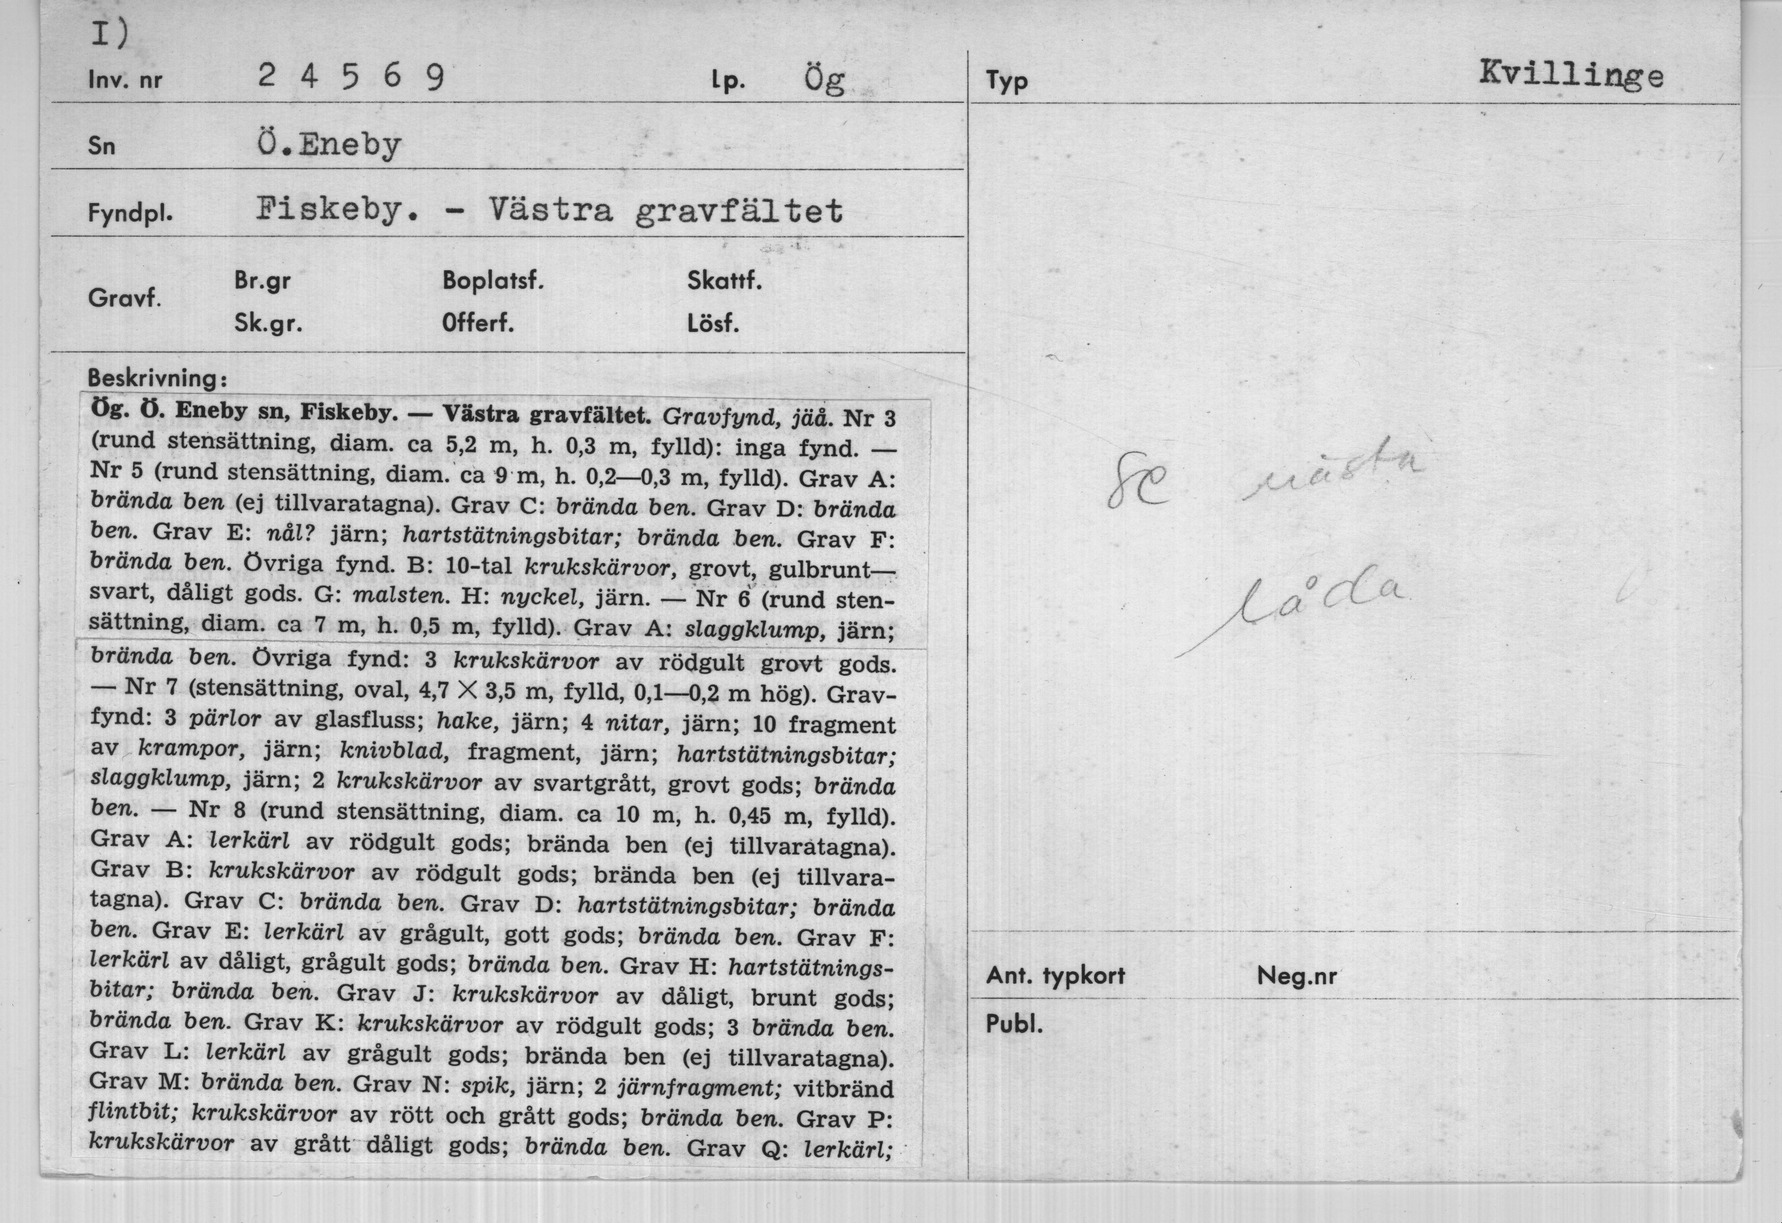 I)
Inv. nr 2 4 5 6 9 Lp. Ög
Sn Ö.Eneby
Fyndpl. Fiskeby. - Västra gravfältet
Gravf. Br.gr Boplatsf. Skattf.
Sk.gr. Offerf. Lösf.
Beskrivning:
Ög. Ö. Eneby sn, Fiskeby. — Västra gravfältet. Gravfynd, jäå. Nr 3
(rund stensättning, diam. ca 5,2 m, h. 0,3 m, fylld): inga fynd. —
Nr 5 (rund stensättning, diam. ca 9 m, h. 0,2—0,3 m, fylld). Grav A:
brända ben (ej tillvaratagna). Grav C: brända ben. Grav D: brända
ben. Grav E: nål? järn; hartstätningsbitar; brända ben. Grav F:
brända ben. Övriga fynd. B: 10-tal krukskärvor, grovt, gulbrunt—
svart, dåligt gods. G: malsten. H: nyckel, järn. — Nr 6 (rund sten-
sättning, diam. ca 7 m, h. 0,5 m, fylld). Grav A: slaggklump, järn;
brända ben. Övriga fynd: 3 krukskärvor av rödgult grovt gods.
— Nr 7 (stensättning, oval, 4,7 × 3,5 m, fylld, 0,1—0,2 m hög). Grav-
fynd: 3 pärlor av glasfluss; hake, järn; 4 nitar, järn; 10 fragment
av krampor, järn; knivblad, fragment, järn; hartstätningsbitar;
slaggklump, järn; 2 krukskärvor av svartgrått, grovt gods; brända
ben. — Nr 8 (rund stensättning, diam. ca 10 m, h. 0,45 m, fylld).
Grav A: lerkärl av rödgult gods; brända ben (ej tillvaratagna).
Grav B: krukskärvor av rödgult gods; brända ben (ej tillvara-
tagna). Grav C: brända ben. Grav D: hartstätningsbitar; brända
ben. Grav E: lerkärl av grågult, gott gods; brända ben. Grav F:
lerkärl av dåligt, grågult gods; brända ben. Grav H: hartstätnings-
bitar; brända ben. Grav J: krukskärvor av dåligt, brunt gods;
brända ben. Grav K: krukskärvor av rödgult gods; 3 brända ben.
Grav L: lerkärl av grågult gods; brända ben (ej tillvaratagna).
Grav M: brända ben. Grav N: spik, järn; 2 järnfragment; vitbränd
flintbit; krukskärvor av rött och grått gods; brända ben. Grav P:
krukskärvor av grått dåligt gods; brända ben. Grav Q: lerkärl;
Typ Kvillinge
se nästa
låda
Ant. typkort Neg.nr
Publ.